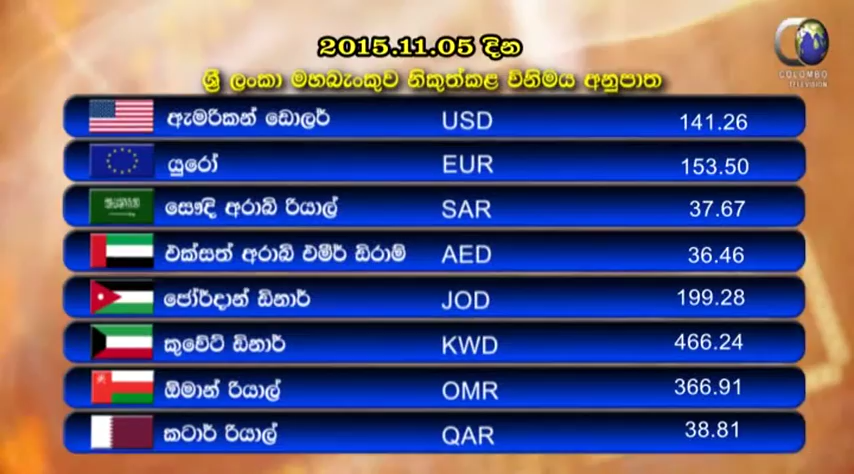 2015.11.05 දින
ශ්‍රී ලංකා මහබැංකුව නිකුත්කළ විනිමය අනුපාත
COLOMBO
TELEVISION
ඇමරිකන් ඩොලර් USD 141.26
යුරෝ EUR 153.50
සෞදි අරාබි රියාල් SAR 37.67
එක්සත් අරාබි එමීර් ඩිරාම් AED 36.46
ජෝර්දාන් ඩිනාර් JOD 199.28
කුවේට් ඩිනාර් KWD 466.24
ඕමාන් රියාල් OMR 366.91
කටාර් රියාල් QAR 38.81